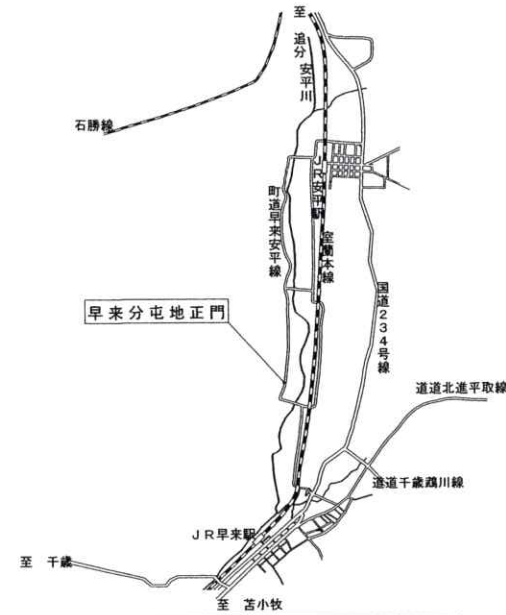 至
追分
安平川
石勝線
JR安平駅
町道早来安平線
室蘭本線
国道234号線
早来分屯地正門
道道北進平取線
道道千歳鵡川線
JR早来駅
至 千歳
至 苫小牧